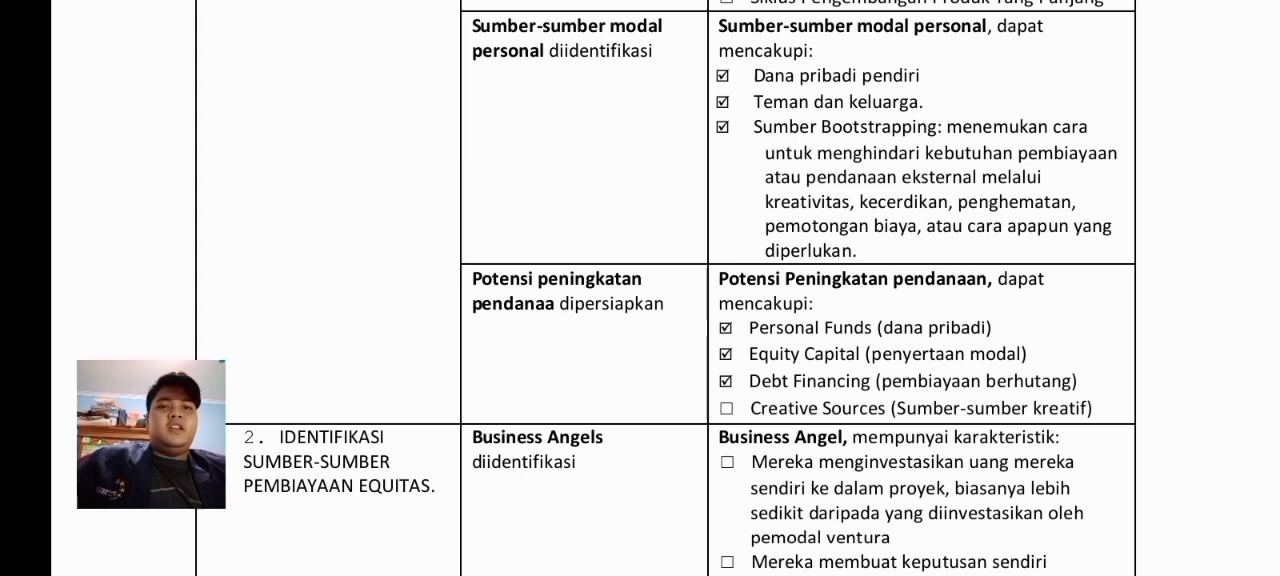 Siklus Pengembangan Produk Yang Panjang
Sumber-sumber modal
personal diidentifikasi
Sumber-sumber modal personal, dapat
mencakupi:
☑ Dana pribadi pendiri
☑ Teman dan keluarga.
☑ Sumber Bootstrapping: menemukan cara
untuk menghindari kebutuhan pembiayaan
atau pendanaan eksternal melalui
kreativitas, kecerdikan, penghematan,
pemotongan biaya, atau cara apapun yang
diperlukan.
Potensi peningkatan
pendanaa dipersiapkan
Potensi Peningkatan pendanaan, dapat
mencakupi:
☑ Personal Funds (dana pribadi)
☑ Equity Capital (penyertaan modal)
☑ Debt Financing (pembiayaan berhutang)
☐ Creative Sources (Sumber-sumber kreatif)
2. IDENTIFIKASI
SUMBER-SUMBER
PEMBIAYAAN EQUITAS.
Business Angels
diidentifikasi
Business Angel, mempunyai karakteristik:
☐ Mereka menginvestasikan uang mereka
sendiri ke dalam proyek, biasanya lebih
sedikit daripada yang diinvestasikan oleh
pemodal ventura
☐ Mereka membuat keputusan sendiri